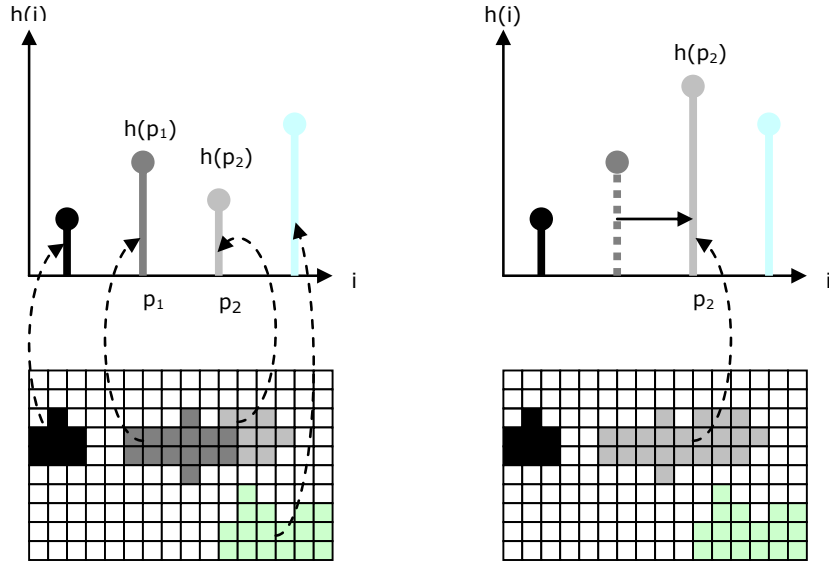 h(i)
h(p₁)
h(p₂)
i
p₁
p₂
h(i)
h(p₂)
i
p₂